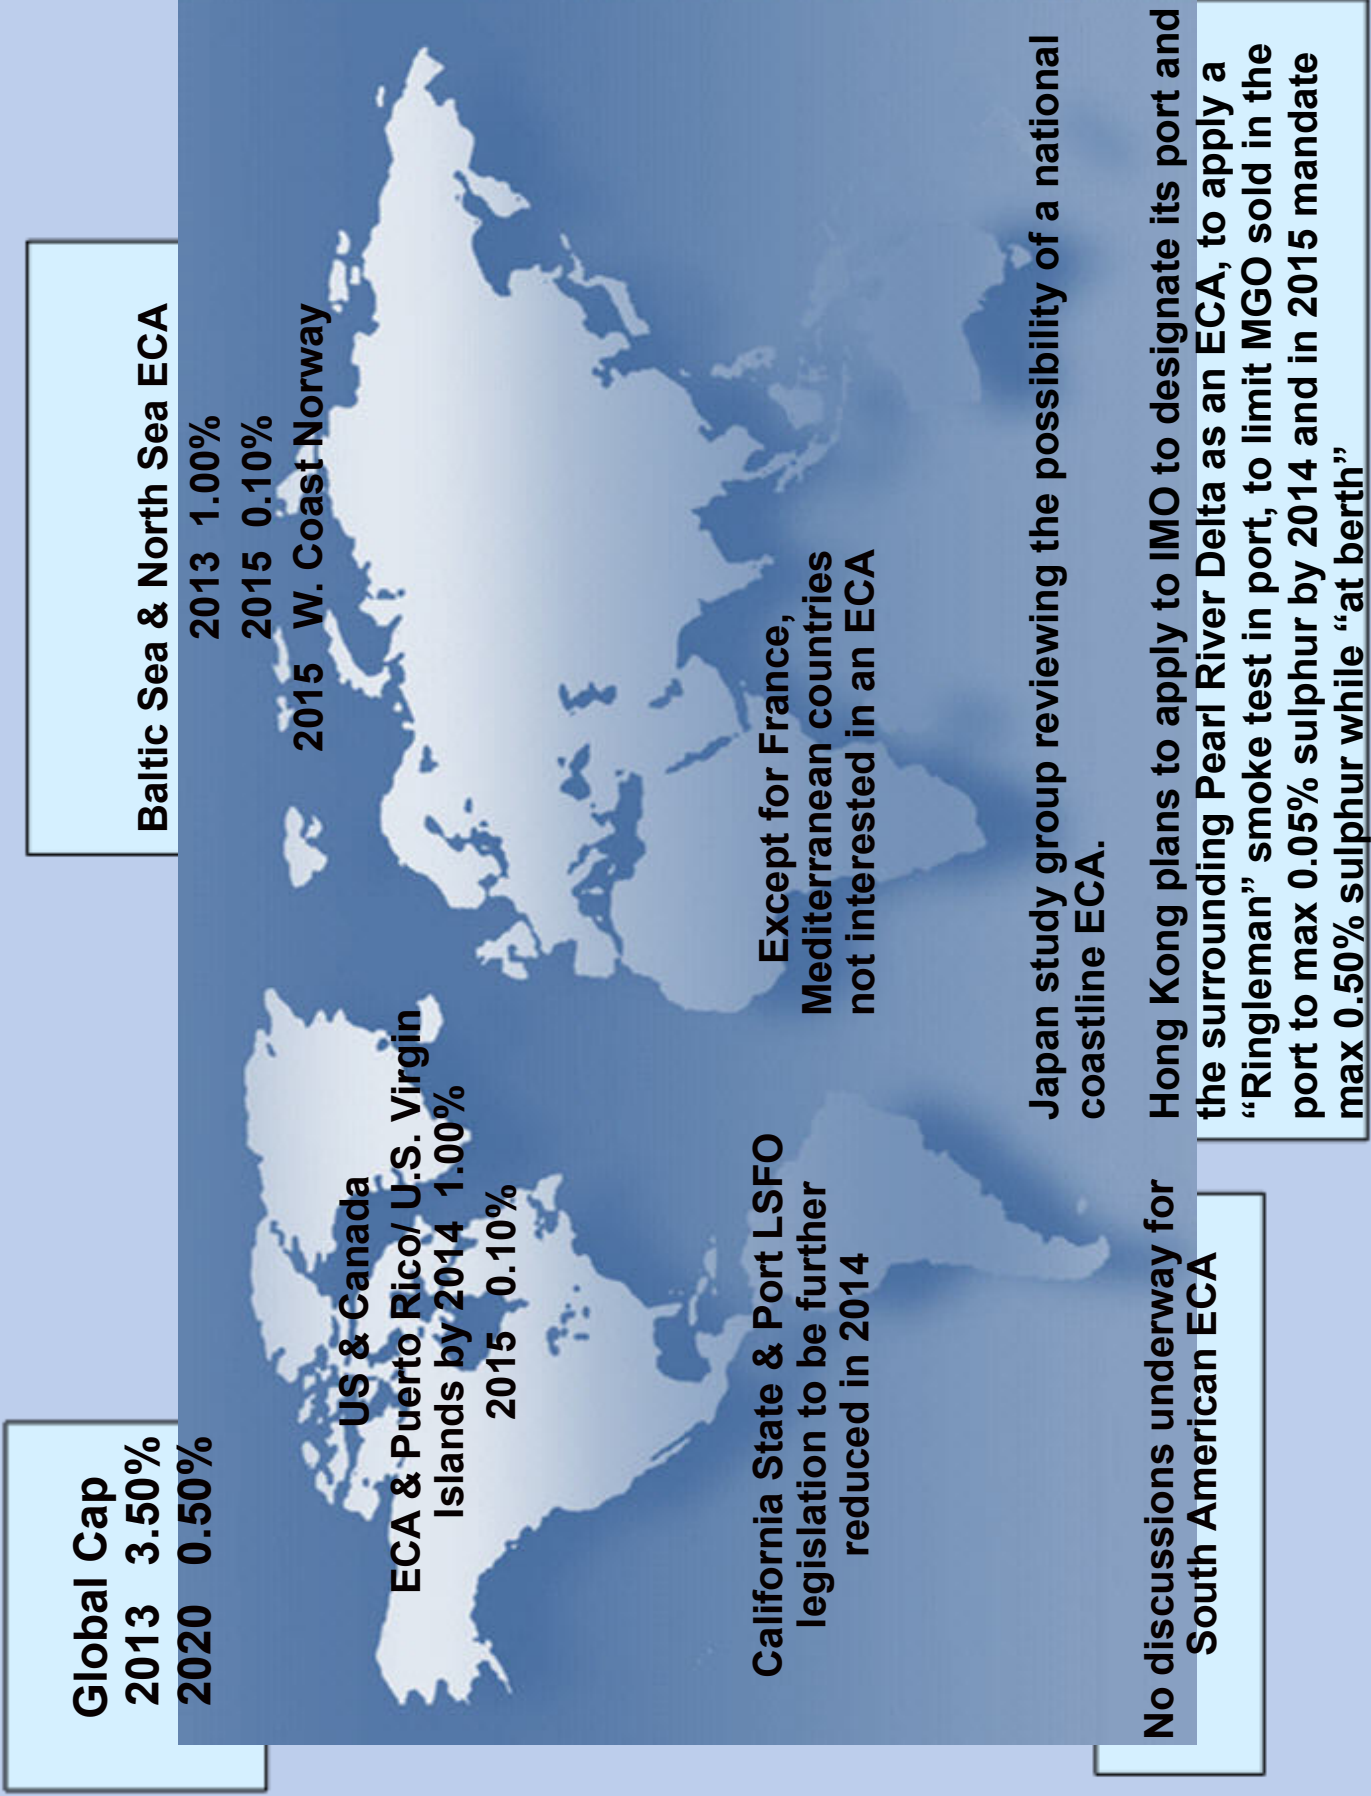 Global Cap
2013 3.50%
2020 0.50%
Baltic Sea & North Sea ECA
2013 1.00%
2015 0.10%
2015 W. Coast Norway
US & Canada
ECA & Puerto Rico/ U.S. Virgin
Islands by 2014 1.00%
2015 0.10%
California State & Port LSFO
legislation to be further
reduced in 2014
Except for France,
Mediterranean countries
not interested in an ECA
Japan study group reviewing the possibility of a national
coastline ECA.
Hong Kong plans to apply to IMO to designate its port and
the surrounding Pearl River Delta as an ECA, to apply a
“Ringleman” smoke test in port, to limit MGO sold in the
port to max 0.05% sulphur by 2014 and in 2015 mandate
max 0.50% sulphur while “at berth”
No discussions underway for
South American ECA